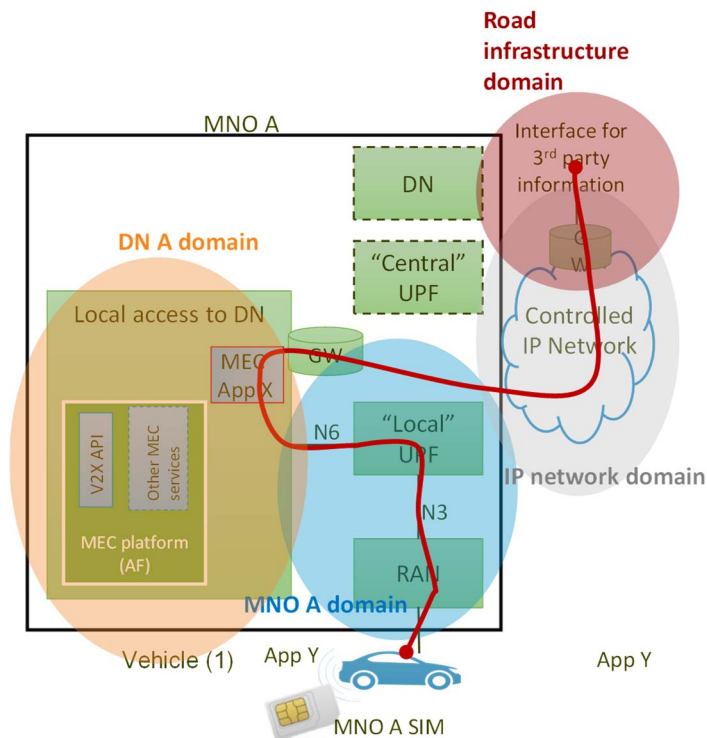 Road
infrastructure
domain
MNO A
Interface for
3rd party
information
DN
DN A domain
G
W
“Central”
UPF
Local access to DN
Controlled
IP Network
GW
MEC
App X
“Local”
UPF
N6
V2X API
Other MEC
services
IP network domain
N3
MEC platform
(AF)
RAN
MNO A domain
Vehicle (1)
App Y
App Y
MNO A SIM